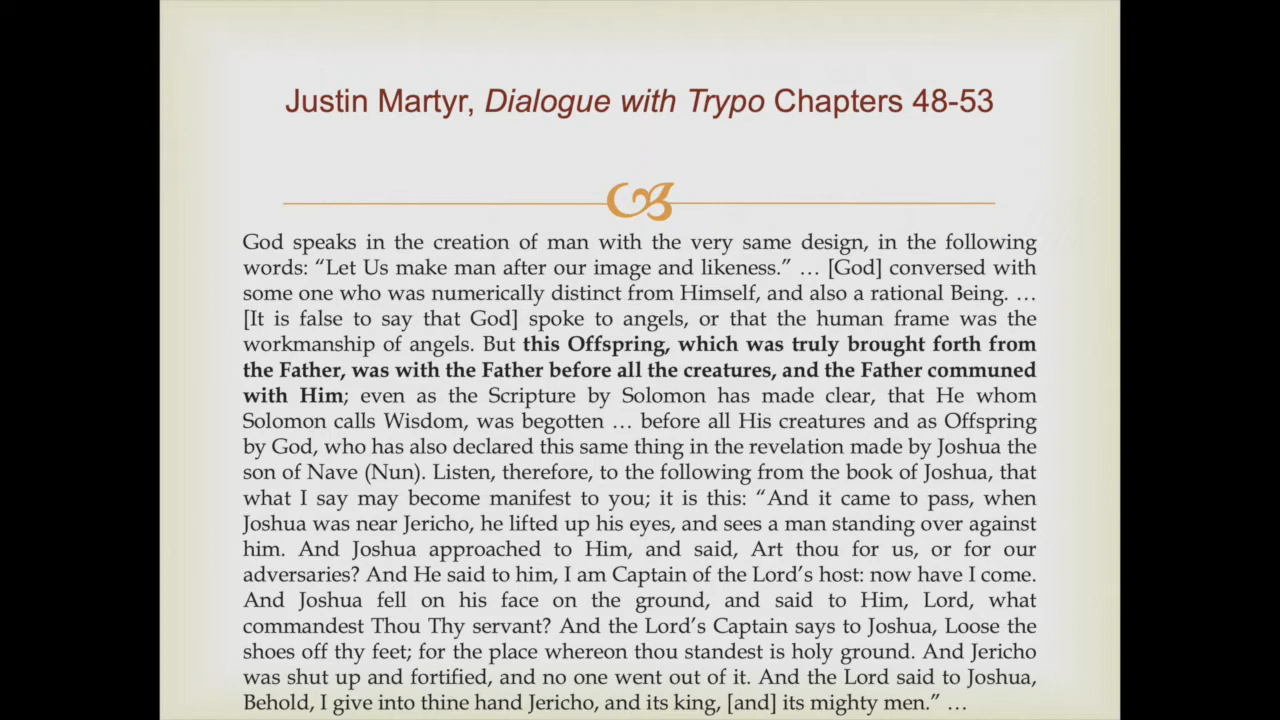 Justin Martyr, Dialogue with Trypo Chapters 48-53
God speaks in the creation of man with the very same design, in the following
words: “Let Us make man after our image and likeness.” … [God] conversed with
some one who was numerically distinct from Himself, and also a rational Being. …
[It is false to say that God] spoke to angels, or that the human frame was the
workmanship of angels. But this Offspring, which was truly brought forth from
the Father, was with the Father before all the creatures, and the Father communed
with Him; even as the Scripture by Solomon has made clear, that He whom
Solomon calls Wisdom, was begotten … before all His creatures and as Offspring
by God, who has also declared this same thing in the revelation made by Joshua the
son of Nave (Nun). Listen, therefore, to the following from the book of Joshua, that
what I say may become manifest to you; it is this: “And it came to pass, when
Joshua was near Jericho, he lifted up his eyes, and sees a man standing over against
him. And Joshua approached to Him, and said, Art thou for us, or for our
adversaries? And He said to him, I am Captain of the Lord’s host: now have I come.
And Joshua fell on his face on the ground, and said to Him, Lord, what
commandest Thou Thy servant? And the Lord’s Captain says to Joshua, Loose the
shoes off thy feet; for the place whereon thou standest is holy ground. And Jericho
was shut up and fortified, and no one went out of it. And the Lord said to Joshua,
Behold, I give into thine hand Jericho, and its king, [and] its mighty men.” …